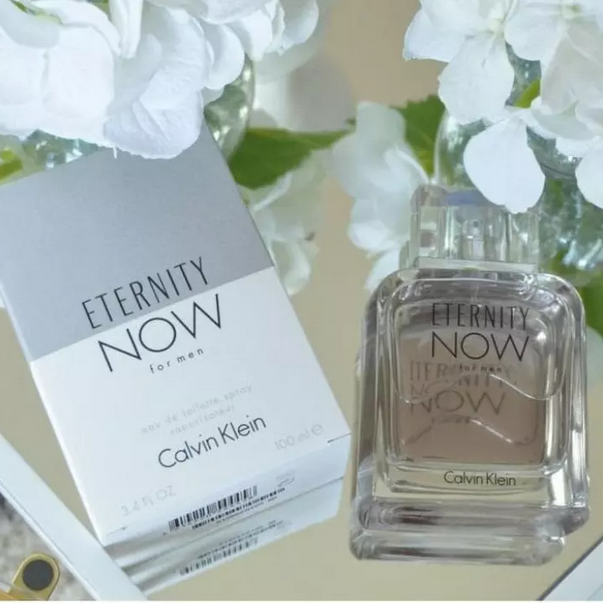 ETERNITY
NOW
for men
eau de toilette spray
vaporisateur
Calvin Klein
100 ml e
3.4 fl OZ
ETERNITY
NOW
for men
Calvin Klein